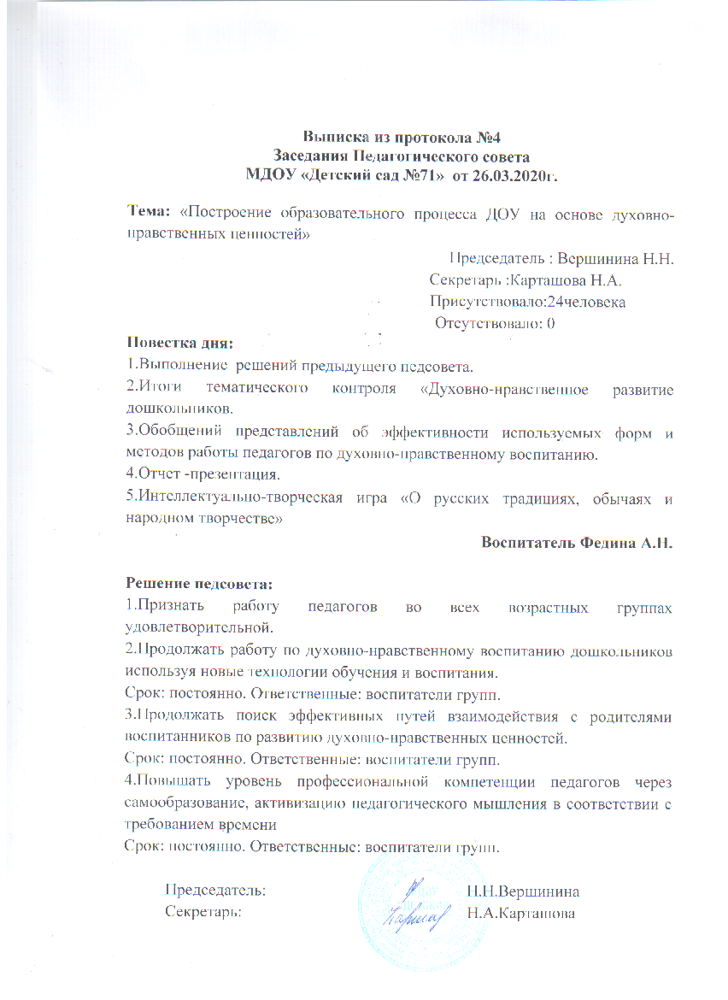 Выписка из протокола №4
Заседания Педагогического совета
МДОУ «Детский сад №71» от 26.03.2020г.
Тема: «Построение образовательного процесса ДОУ на основе духовно-
нравственных ценностей»
Председатель : Вершинина Н.Н.
Секретарь :Карташова Н.А.
Присутствовало:24человека
Отсутствовало: 0
Повестка дня:
1.Выполнение решений предыдущего педсовета.
2.Итоги тематического контроля «Духовно-нравственное развитие
дошкольников.
3.Обобщений представлений об эффективности используемых форм и
методов работы педагогов по духовно-нравственному воспитанию.
4.Отчет -презентация.
5.Интеллектуально-творческая игра «О русских традициях, обычаях и
народном творчестве»
Воспитатель Федина А.Н.
Решение педсовета:
1.Признать работу педагогов во всех возрастных группах
удовлетворительной.
2.Продолжать работу по духовно-нравственному воспитанию дошкольников
используя новые технологии обучения и воспитания.
Срок: постоянно. Ответственные: воспитатели групп.
3.Продолжать поиск эффективных путей взаимодействия с родителями
воспитанников по развитию духовно-нравственных ценностей.
Срок: постоянно. Ответственные: воспитатели групп.
4.Повышать уровень профессиональной компетенции педагогов через
самообразование, активизацию педагогического мышления в соответствии с
требованием времени
Срок: постоянно. Ответственные: воспитатели групп.
Председатель: Н.Н.Вершинина
Секретарь: Н.А.Карташова